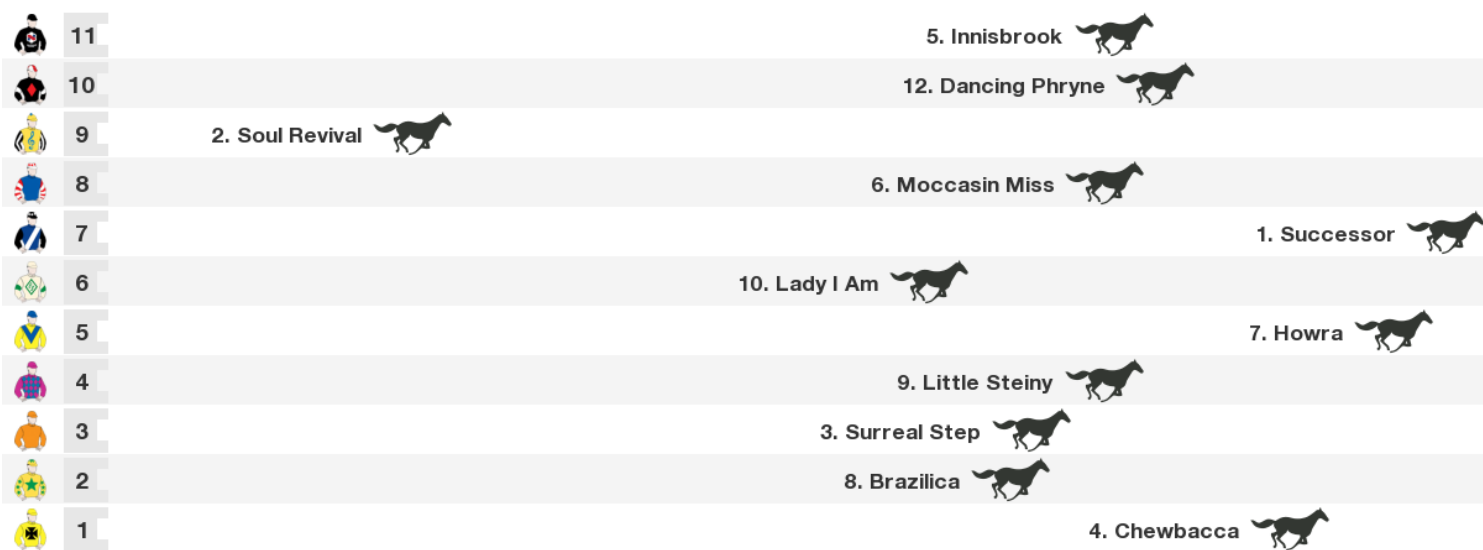 11 5. Innisbrook
10 12. Dancing Phryne
9 2. Soul Revival
8 6. Moccasin Miss
7 1. Successor
6 10. Lady I Am
5 7. Howra
4 9. Little Steiny
3 3. Surreal Step
2 8. Brazilica
1 4. Chewbacca